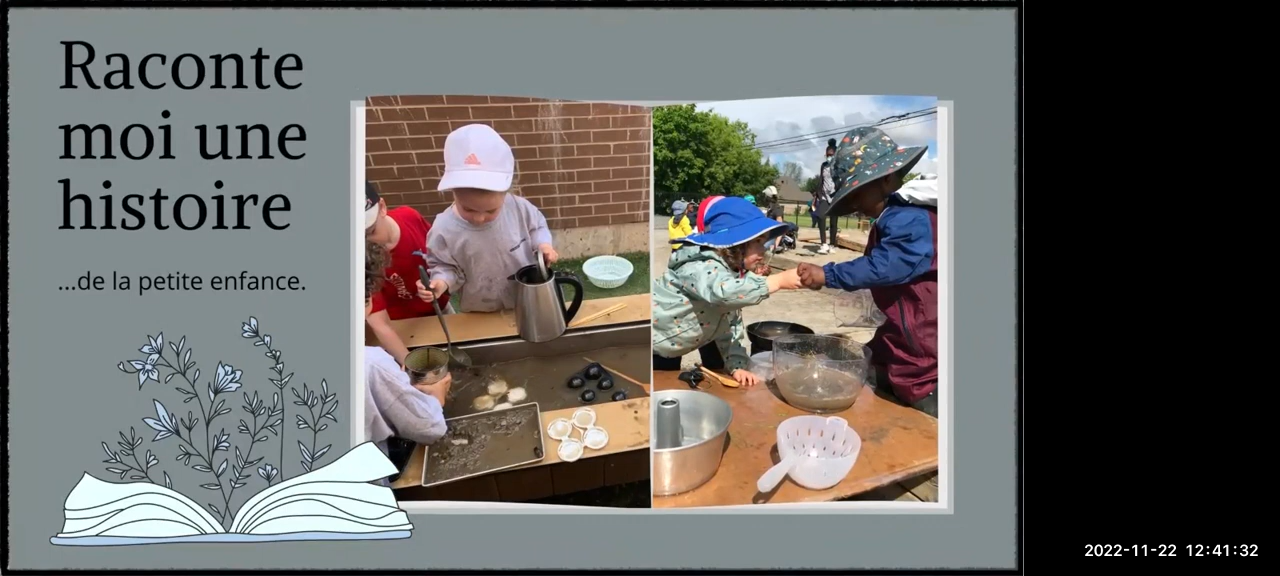 Raconte
moi une
histoire
...de la petite enfance.
2022-11-22 12:41:32